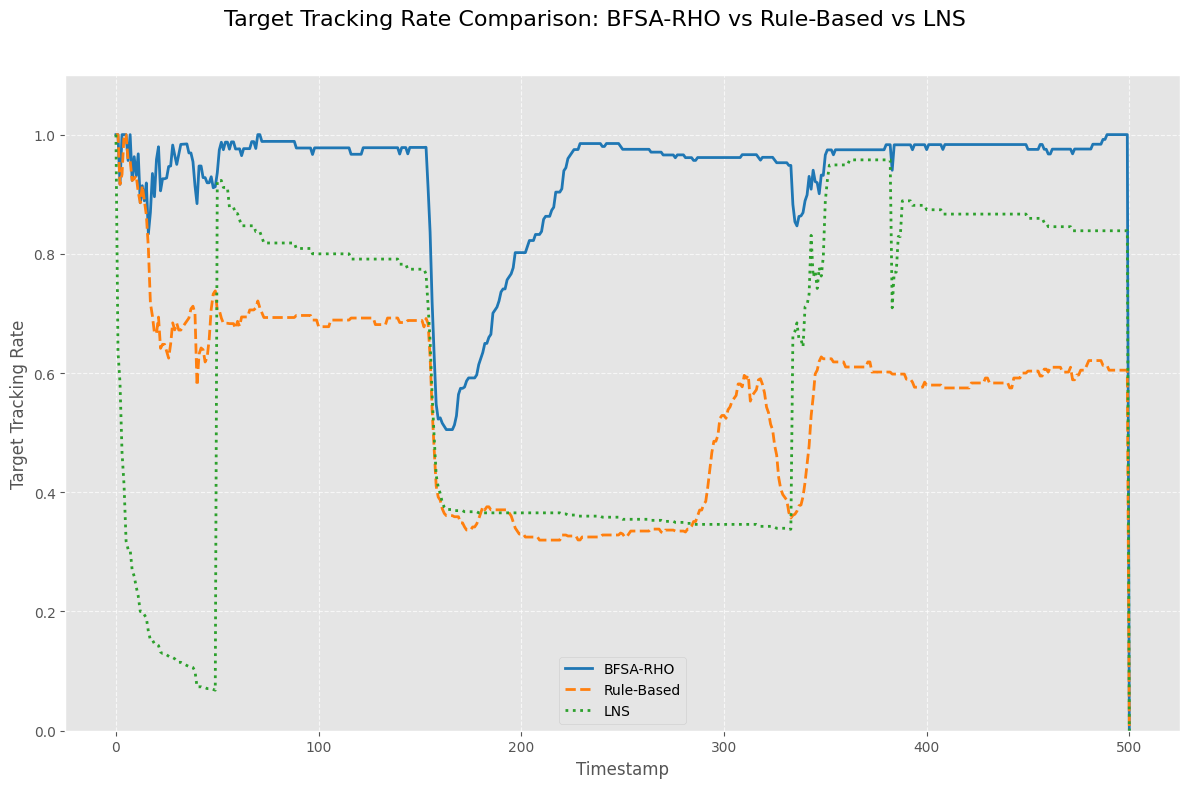 Target Tracking Rate Comparison: BFSA-RHO vs Rule-Based vs LNS
Target Tracking Rate
1.0
0.8
0.6
0.4
0.2
0.0
BFSA-RHO
Rule-Based
LNS
0 100 200 300 400 500
Timestamp